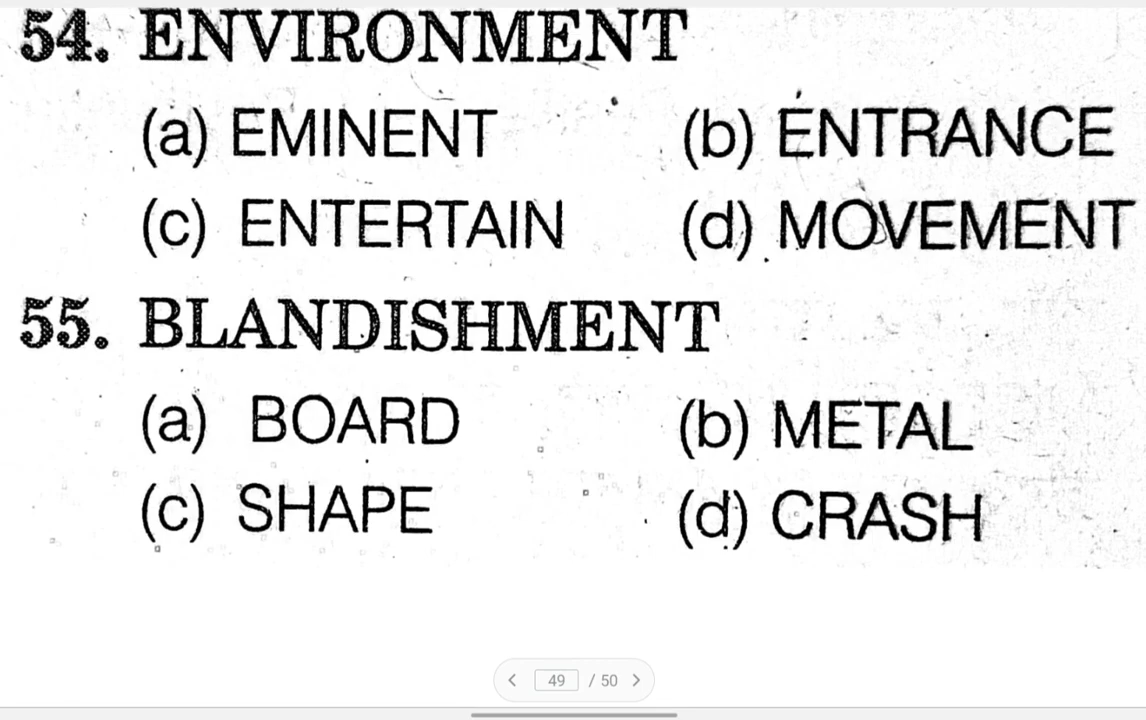 54. ENVIRONMENT
(a) EMINENT (b) ENTRANCE
(c) ENTERTAIN (d) MOVEMENT
55. BLANDISHMENT
(a) BOARD (b) METAL
(c) SHAPE (d) CRASH
< 49 / 50 >